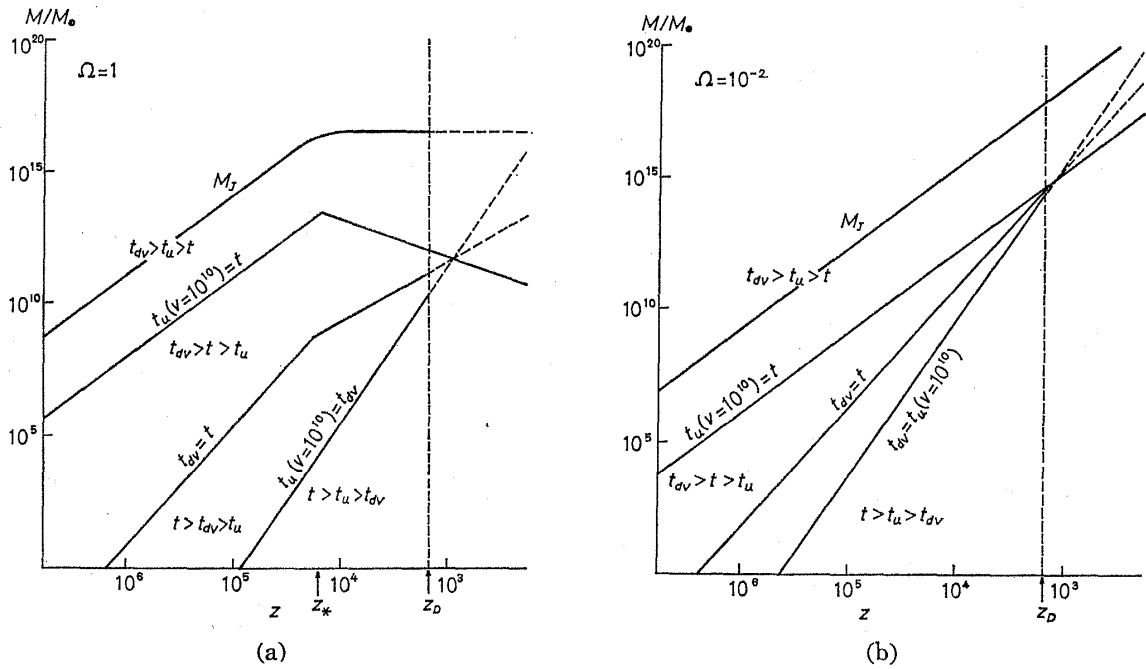 M/M●
10²⁰
Ω=1
10¹⁵
M_J
t_dv>t_u>t
t_u(v=10¹⁰)=t
10¹⁰
t_dv>t>t_u
10⁵
t_dv=t
t_u(v=10¹⁰)=t_dv
t>t_u>t_dv
t>t_dv>t_u
10⁶
10⁵
10⁴
10³
z
z_*
z_D
(a)
M/M●
10²⁰
Ω=10⁻²
10¹⁵
M_J
t_dv>t_u>t
10¹⁰
t_u(v=10¹⁰)=t
t_dv=t
t_dv=t_u(v=10¹⁰)
10⁵
t_dv>t>t_u
t>t_u>t_dv
10⁶
10⁵
10⁴
10³
z
z_D
(b)